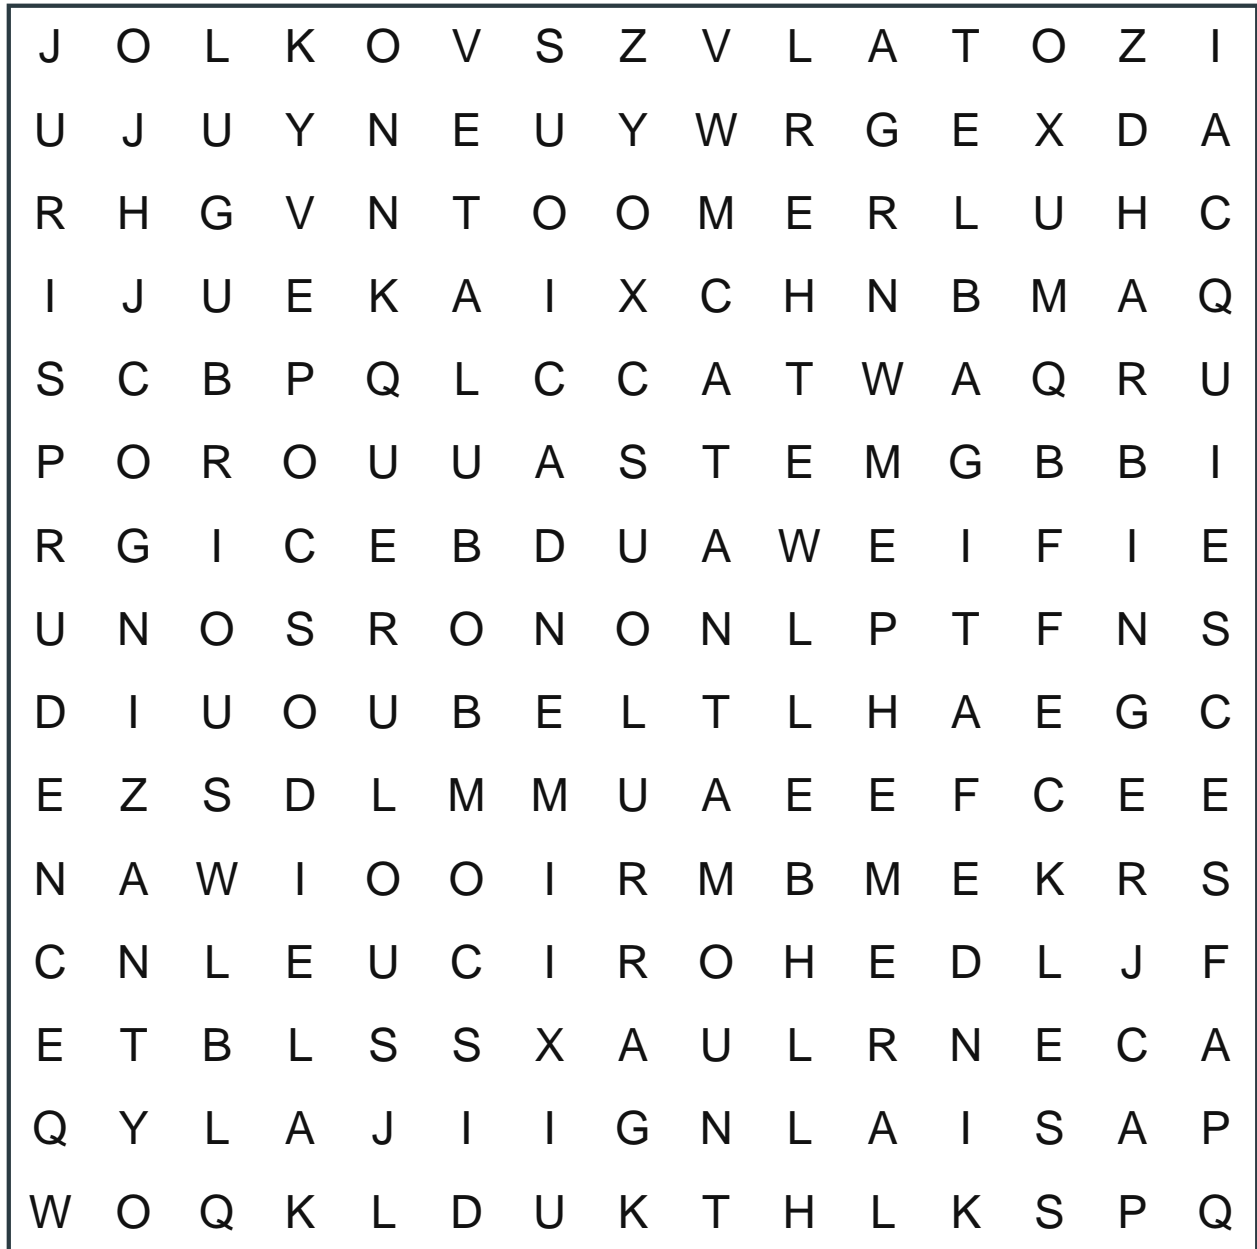 J O L K O V S Z V L A T O Z I
U J U Y N E U Y W R G E X D A
R H G V N T O O M E R L U H C
I J U E K A I X C H N B M A Q
S C B P Q L C C A T W A Q R U
P O R O U U A S T E M G B B I
R G I C E B D U A W E I F I E
U N O S R O N O N L P T F N S
D I U O U B E L T L H A E G C
E Z S D L M M U A E E F C E E
N A W I O O I R M B M E K R S
C N L E U C I R O H E D L J F
E T B L S S X A U L R N E C A
Q Y L A J I I G N L A I S A P
W O Q K L D U K T H L K S P Q